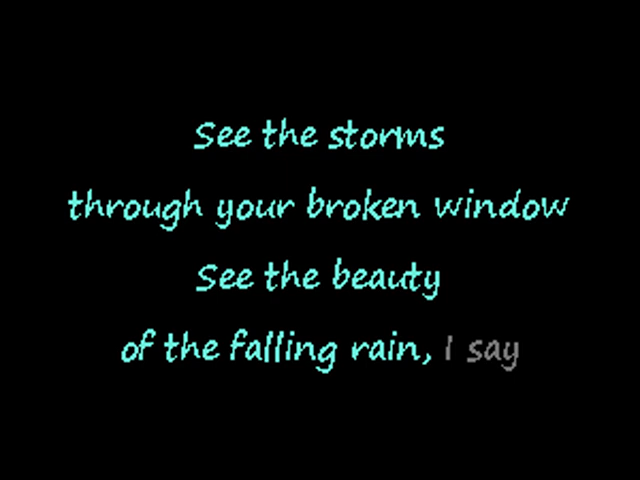 See the storms
through your broken window
See the beauty
of the falling rain, I say